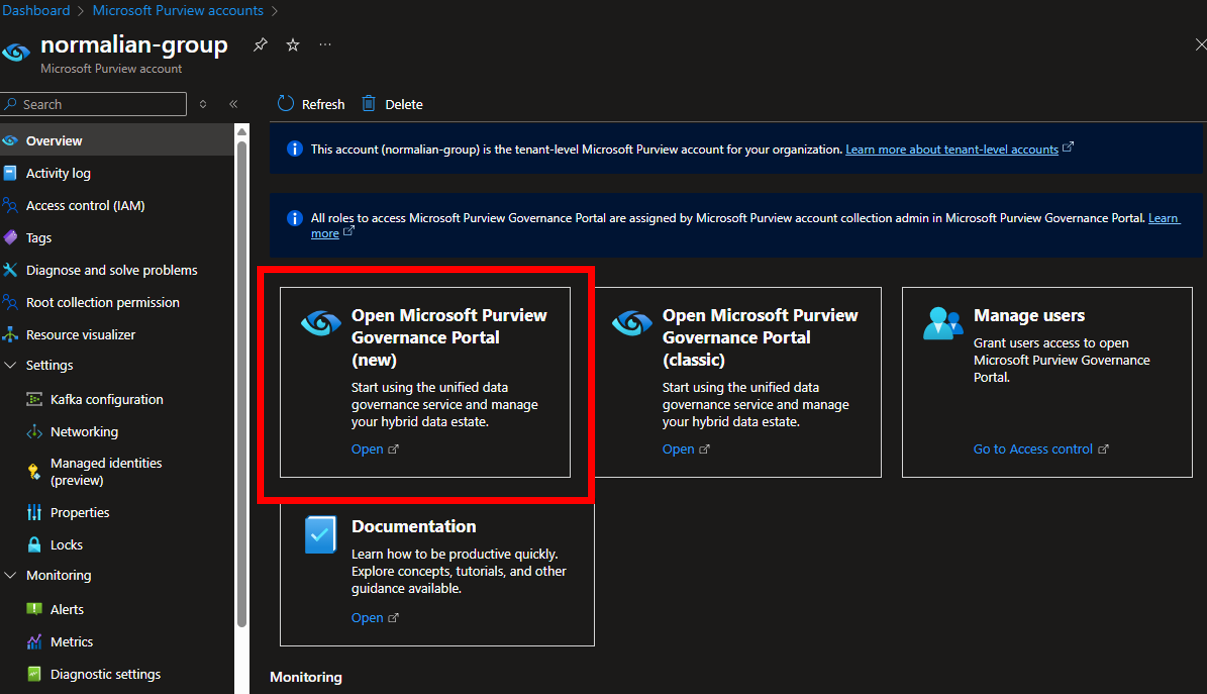 Dashboard > Microsoft Purview accounts >
normalian-group
Microsoft Purview account
Search
Overview
Activity log
Access control (IAM)
Tags
Diagnose and solve problems
Root collection permission
Resource visualizer
Settings
Kafka configuration
Networking
Managed identities
(preview)
Properties
Locks
Monitoring
Alerts
Metrics
Diagnostic settings
Refresh Delete
This account (normalian-group) is the tenant-level Microsoft Purview account for your organization. Learn more about tenant-level accounts
All roles to access Microsoft Purview Governance Portal are assigned by Microsoft Purview account collection admin in Microsoft Purview Governance Portal. Learn
more
Open Microsoft Purview
Governance Portal
(new)
Start using the unified data
governance service and manage
your hybrid data estate.
Open
Open Microsoft Purview
Governance Portal
(classic)
Start using the unified data
governance service and manage
your hybrid data estate.
Open
Manage users
Grant users access to open
Microsoft Purview Governance
Portal.
Go to Access control
Documentation
Learn how to be productive quickly.
Explore concepts, tutorials, and other
guidance available.
Open
Monitoring